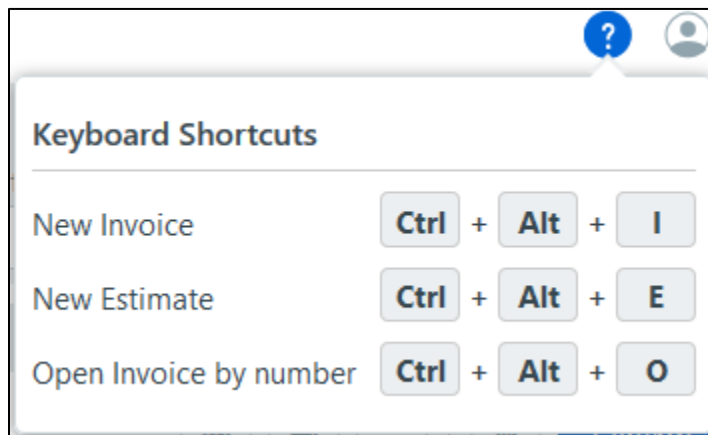 ?
Keyboard Shortcuts
New Invoice Ctrl + Alt + I
New Estimate Ctrl + Alt + E
Open Invoice by number Ctrl + Alt + O